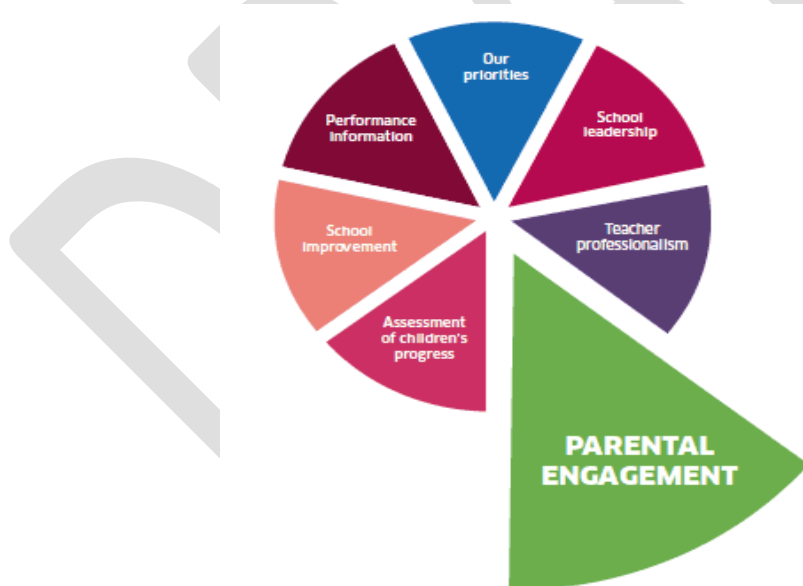 Our
priorities
School
leadership
Teacher
professionalism
PARENTAL
ENGAGEMENT
Assessment
of children's
progress
School
improvement
Performance
information